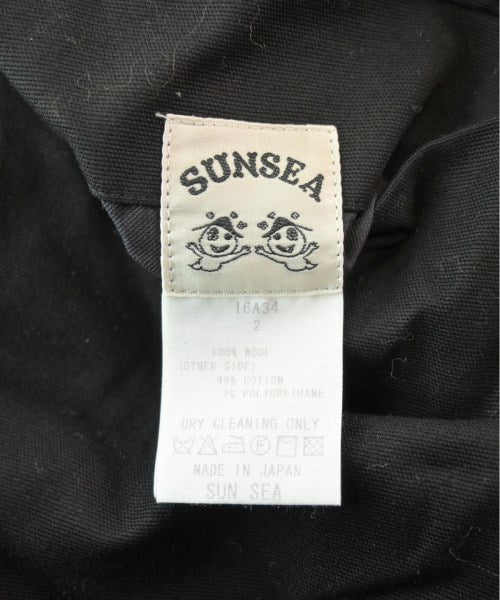 SUNSEA
16A34
2
100% WOOL
(OTHER SIDE)
98% COTTON
2% POLYURETHANE
DRY CLEANING ONLY
MADE IN JAPAN
SUN SEA